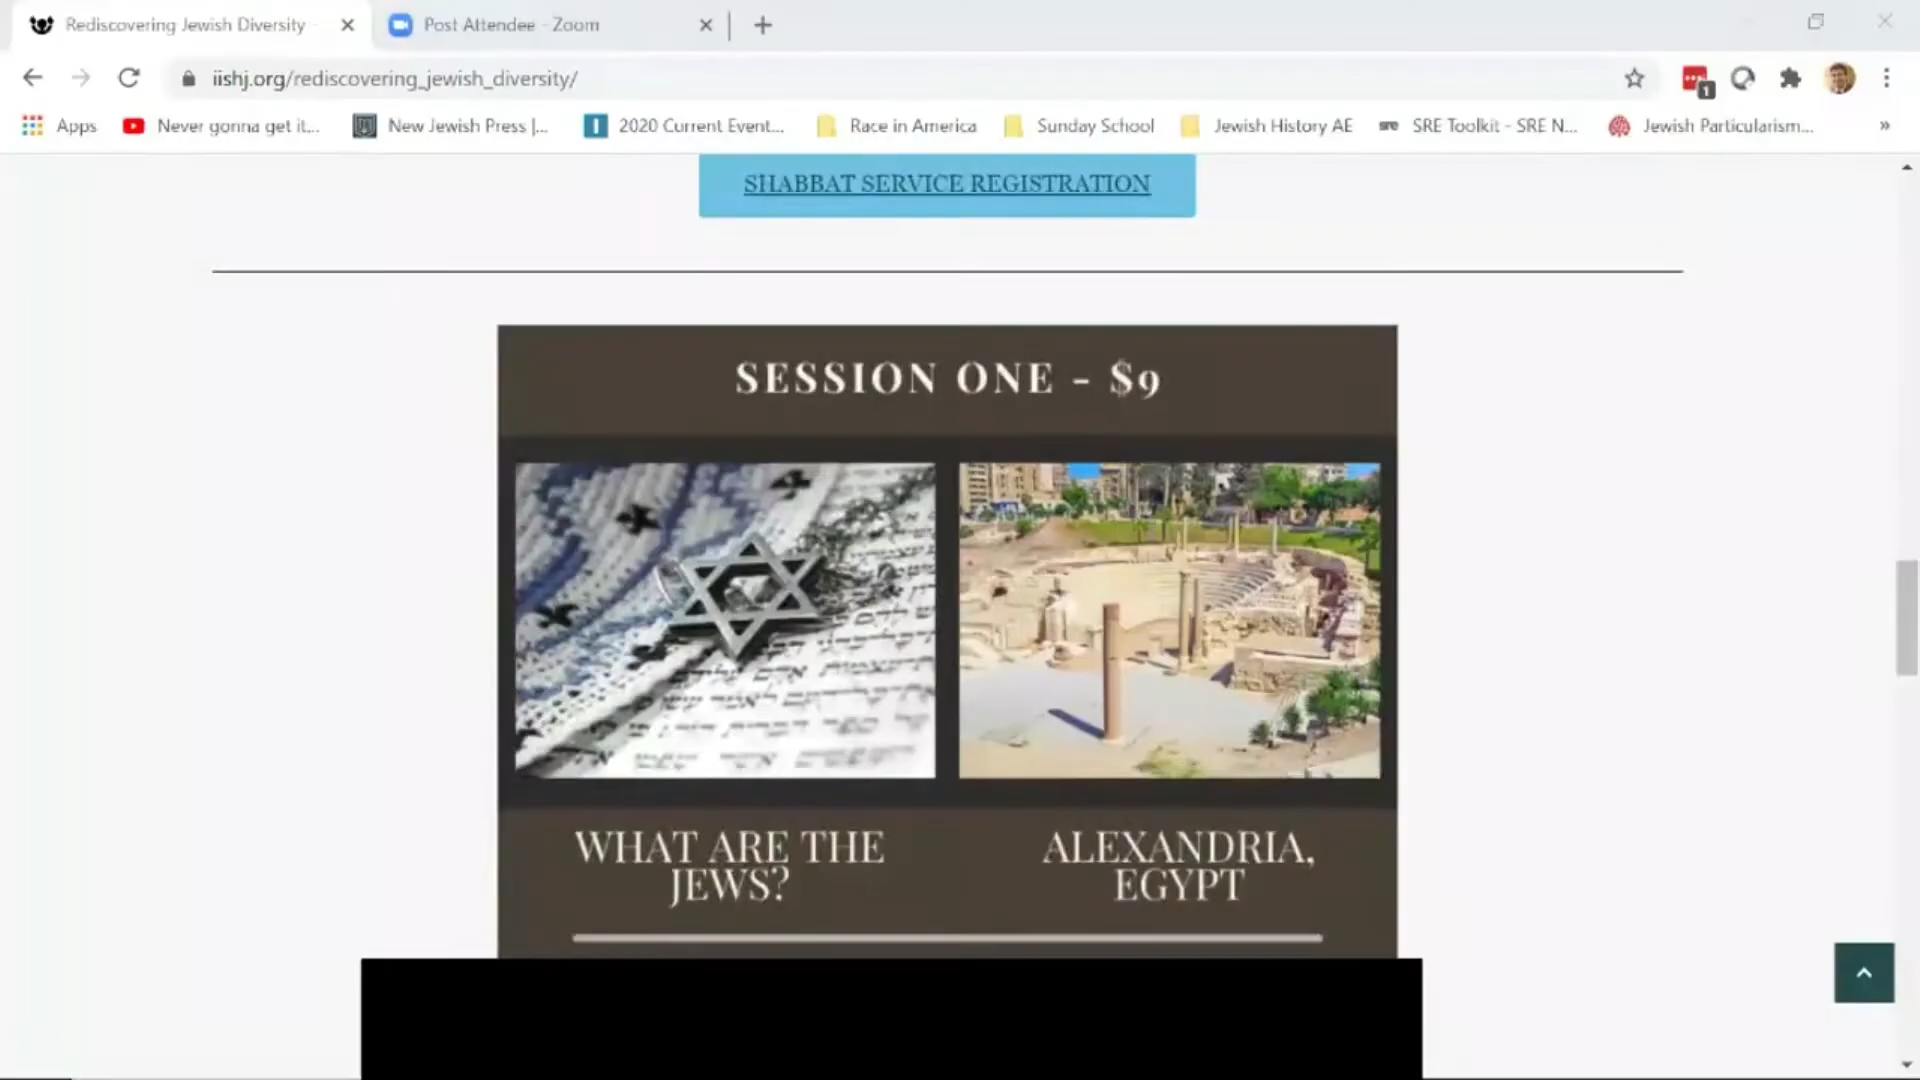 Rediscovering Jewish Diversity
Post Attendee - Zoom
iishj.org/rediscovering_jewish_diversity/
1
Apps
Never gonna get it...
New Jewish Press |...
2020 Current Event...
Race in America
Sunday School
Jewish History AE
sre
SRE Toolkit - SRE N...
Jewish Particularism...
»
SHABBAT SERVICE REGISTRATION
SESSION ONE - $9
WHAT ARE THE
JEWS?
ALEXANDRIA,
EGYPT